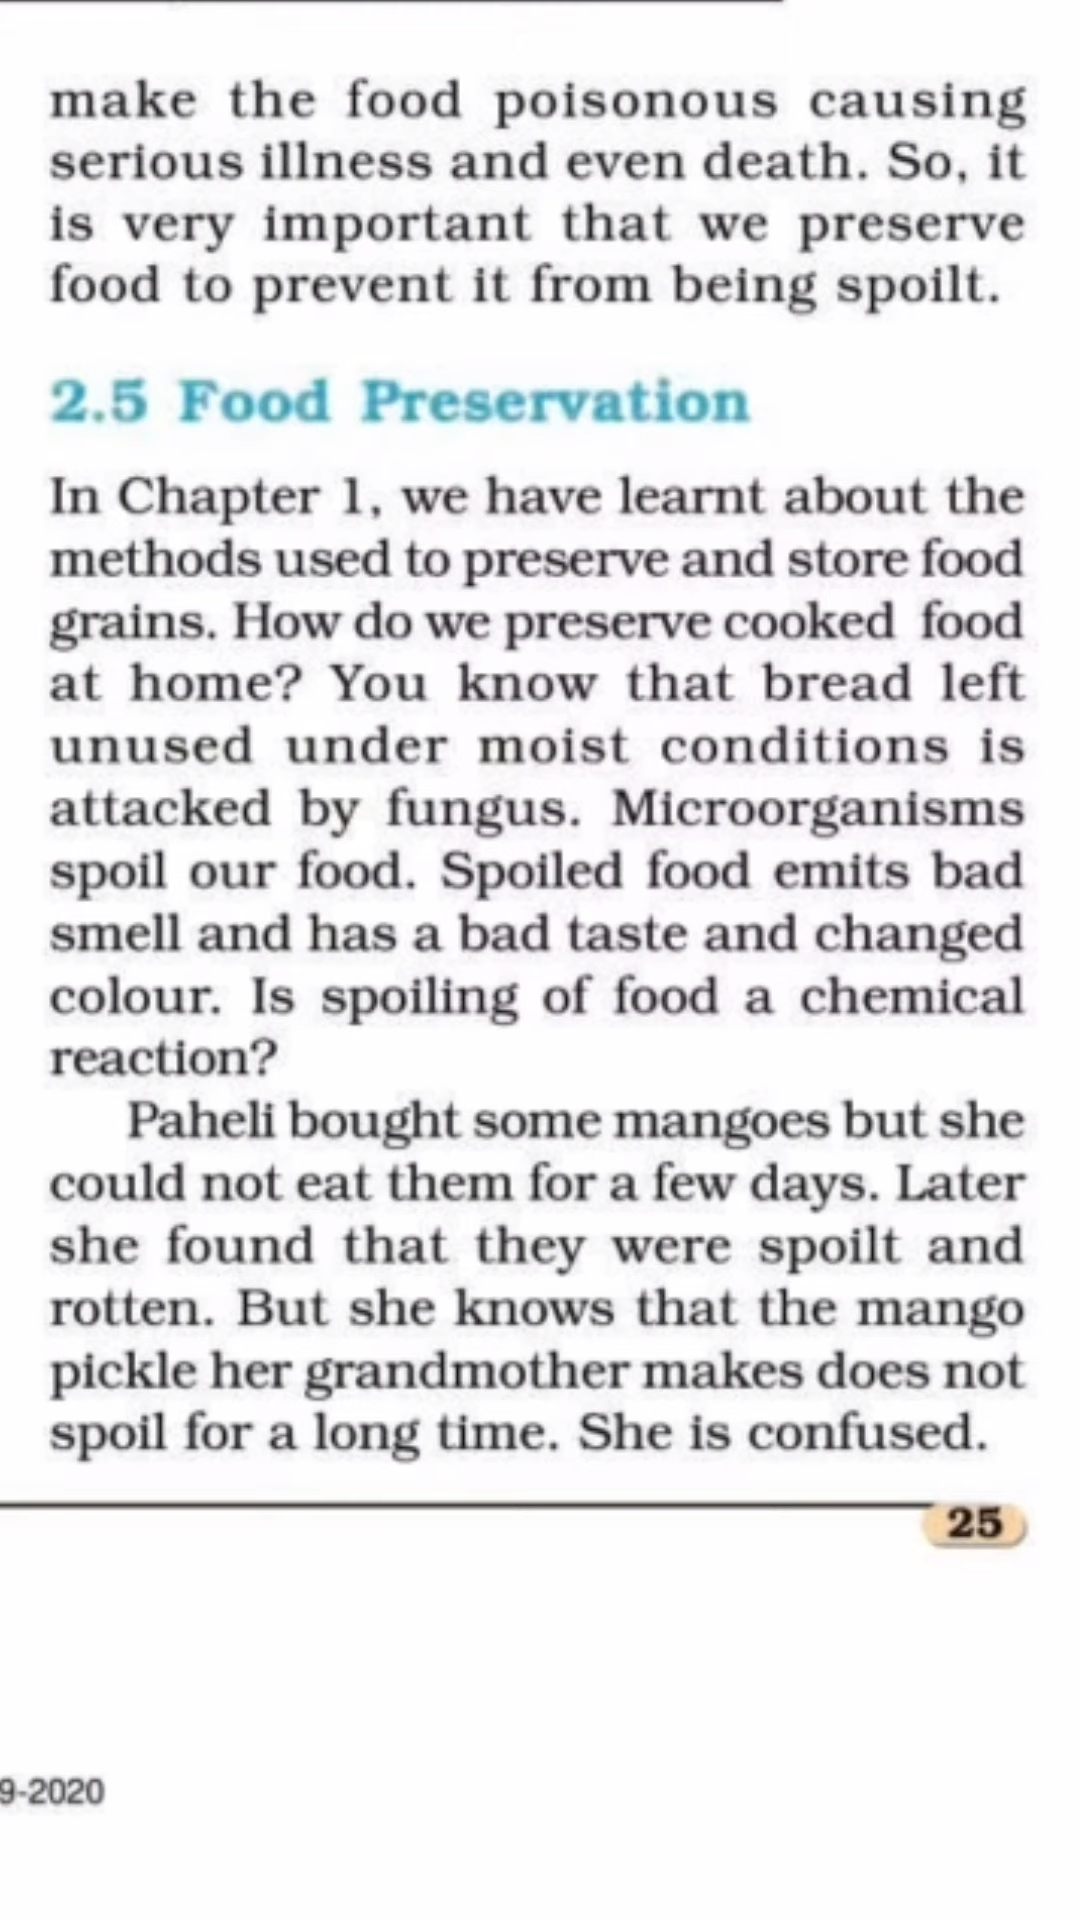 make the food poisonous causing
serious illness and even death. So, it
is very important that we preserve
food to prevent it from being spoilt.
2.5 Food Preservation
In Chapter 1, we have learnt about the
methods used to preserve and store food
grains. How do we preserve cooked food
at home? You know that bread left
unused under moist conditions is
attacked by fungus. Microorganisms
spoil our food. Spoiled food emits bad
smell and has a bad taste and changed
colour. Is spoiling of food a chemical
reaction?
Paheli bought some mangoes but she
could not eat them for a few days. Later
she found that they were spoilt and
rotten. But she knows that the mango
pickle her grandmother makes does not
spoil for a long time. She is confused.
25
9-2020